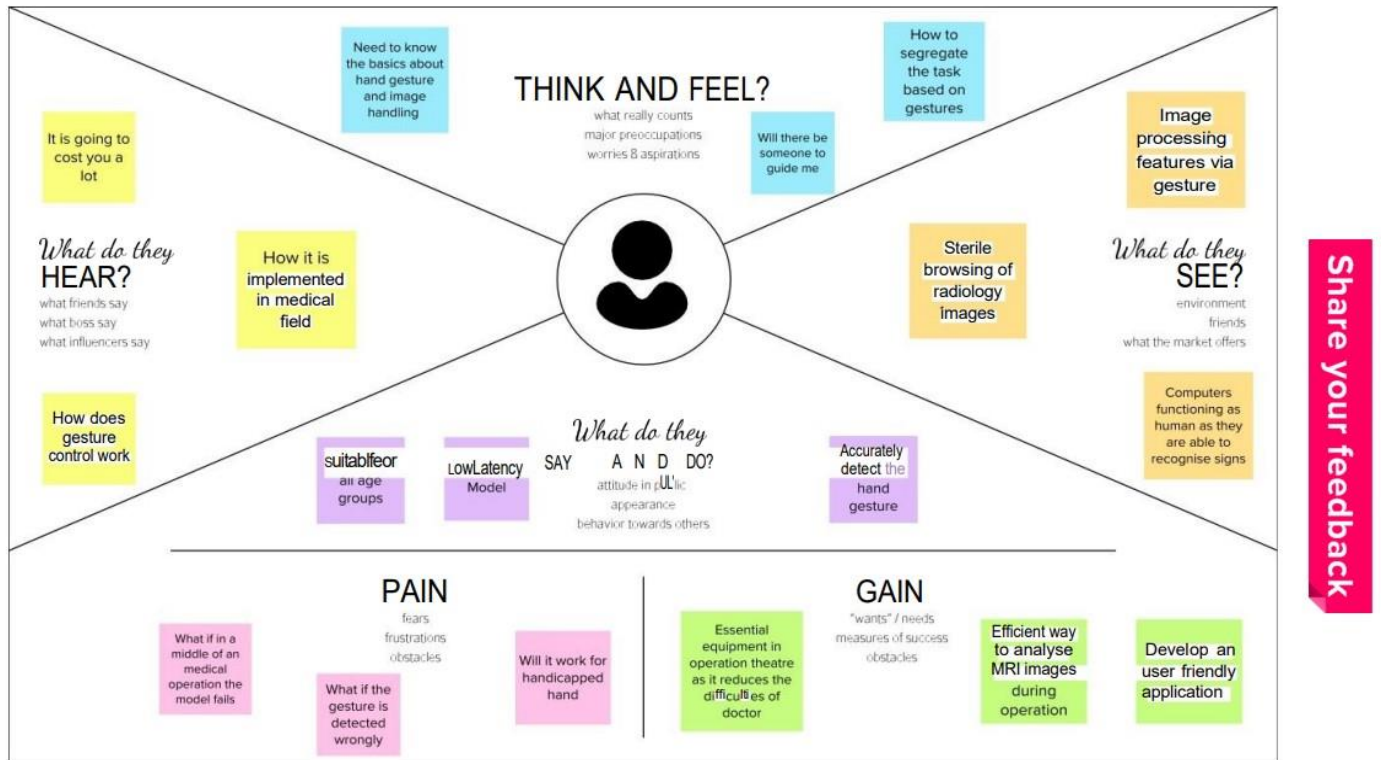 Need to know
the basics about
hand gesture
and image
handling
THINK AND FEEL?
what really counts
major preoccupations
worries 8 aspirations
Will there be
someone to
guide me
How to
segregate
the task
based on
gestures
It is going to
cost you a
lot
What do they
HEAR?
what friends say
what boss say
what influencers say
How it is
implemented
in medical
field
How does
gesture
control work
Image
processing
features via
gesture
Sterile
browsing of
radiology
images
What do they
SEE?
environment
friends
what the market offers
Computers
functioning as
human as they
are able to
recognise signs
suitablfeor
all age
groups
LowLatency
Model
What do they
SAY A N D DO?
attitude in pUL'lic
appearance
behavior towards others
Accurately
detect the
hand
gesture
PAIN
fears
frustrations
obstacles
What if in a
middle of an
medical
operation the
model fails
What if the
gesture is
detected
wrongly
Will it work for
handicapped
hand
GAIN
"wants" / needs
measures of success
obstacles
Essential
equipment in
operation theatre
as it reduces the
difficulties of
doctor
Efficient way
to analyse
MRI images
during
operation
Develop an
user friendly
application
Share your feedback